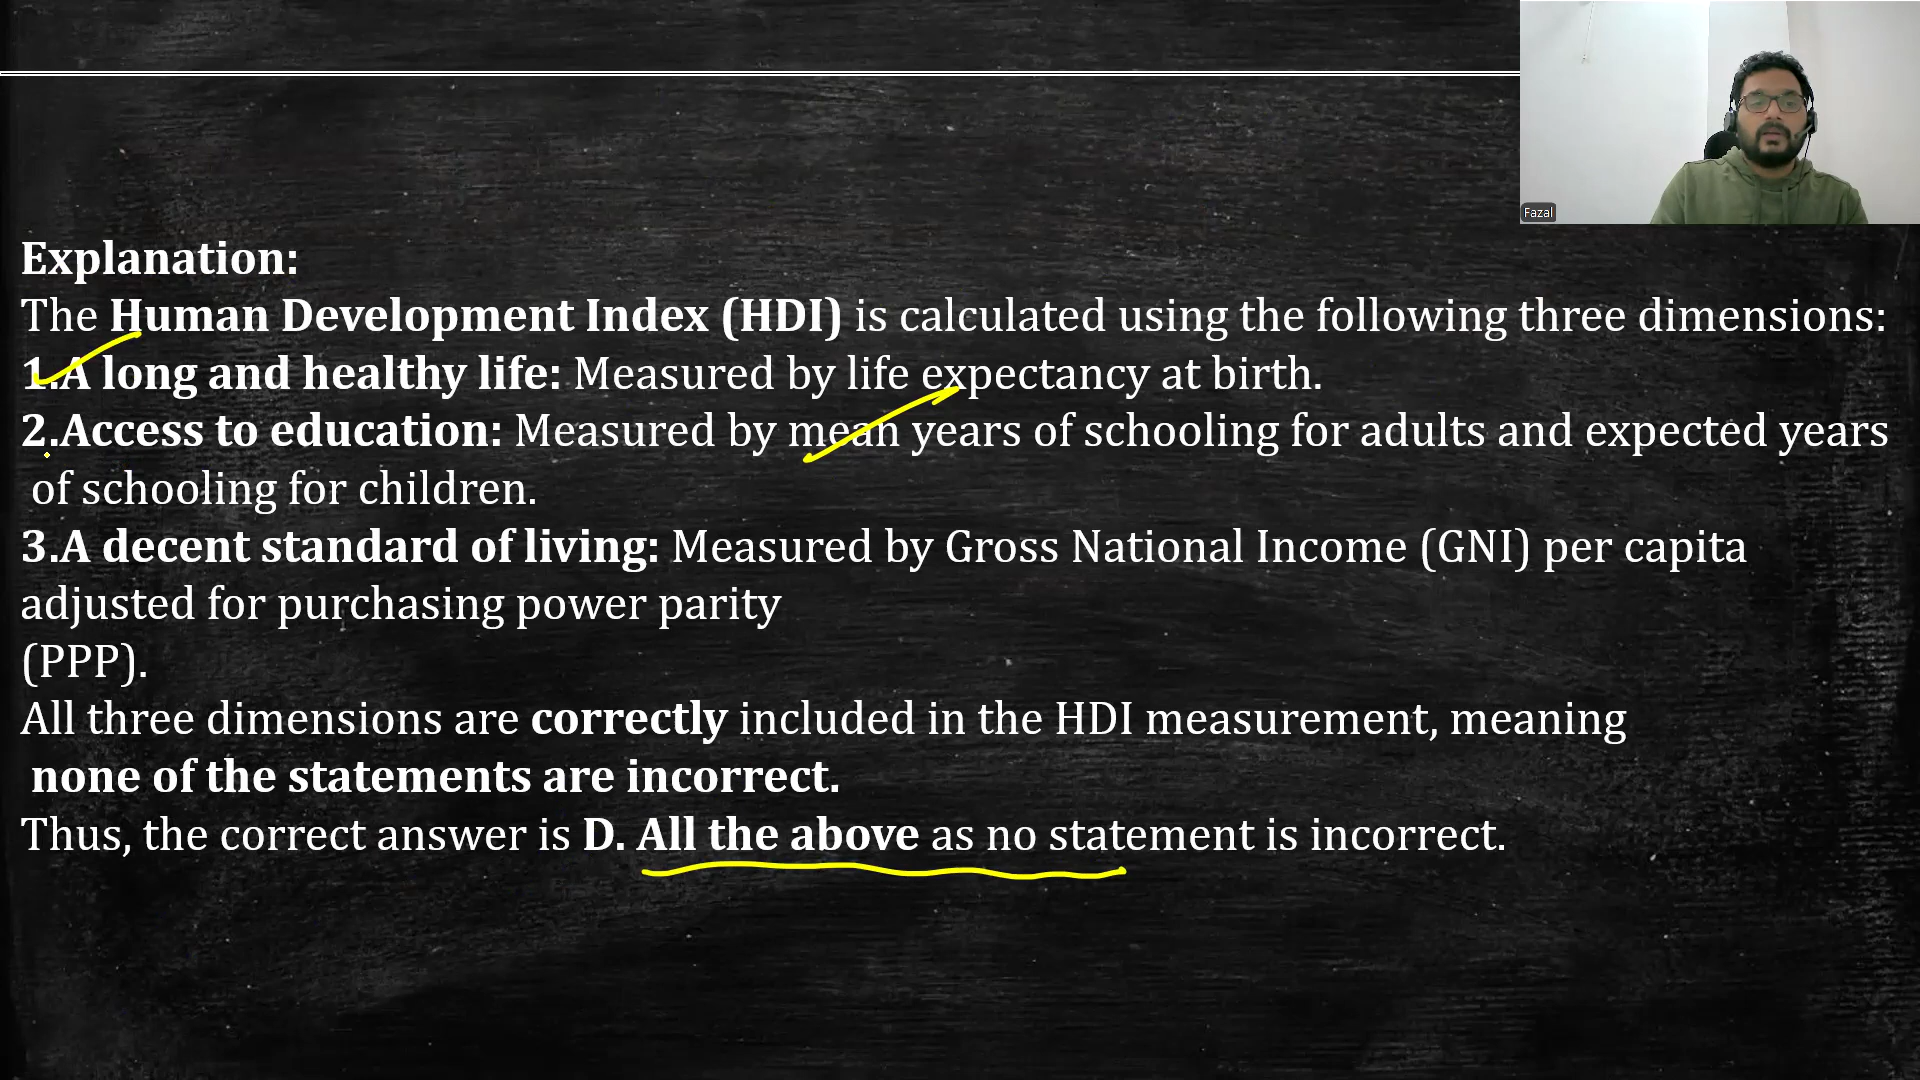 Fazal
Explanation:
The Human Development Index (HDI) is calculated using the following three dimensions:
1.A long and healthy life: Measured by life expectancy at birth.
2.Access to education: Measured by mean years of schooling for adults and expected years
of schooling for children.
3.A decent standard of living: Measured by Gross National Income (GNI) per capita
adjusted for purchasing power parity
(PPP).
All three dimensions are correctly included in the HDI measurement, meaning
none of the statements are incorrect.
Thus, the correct answer is D. All the above as no statement is incorrect.